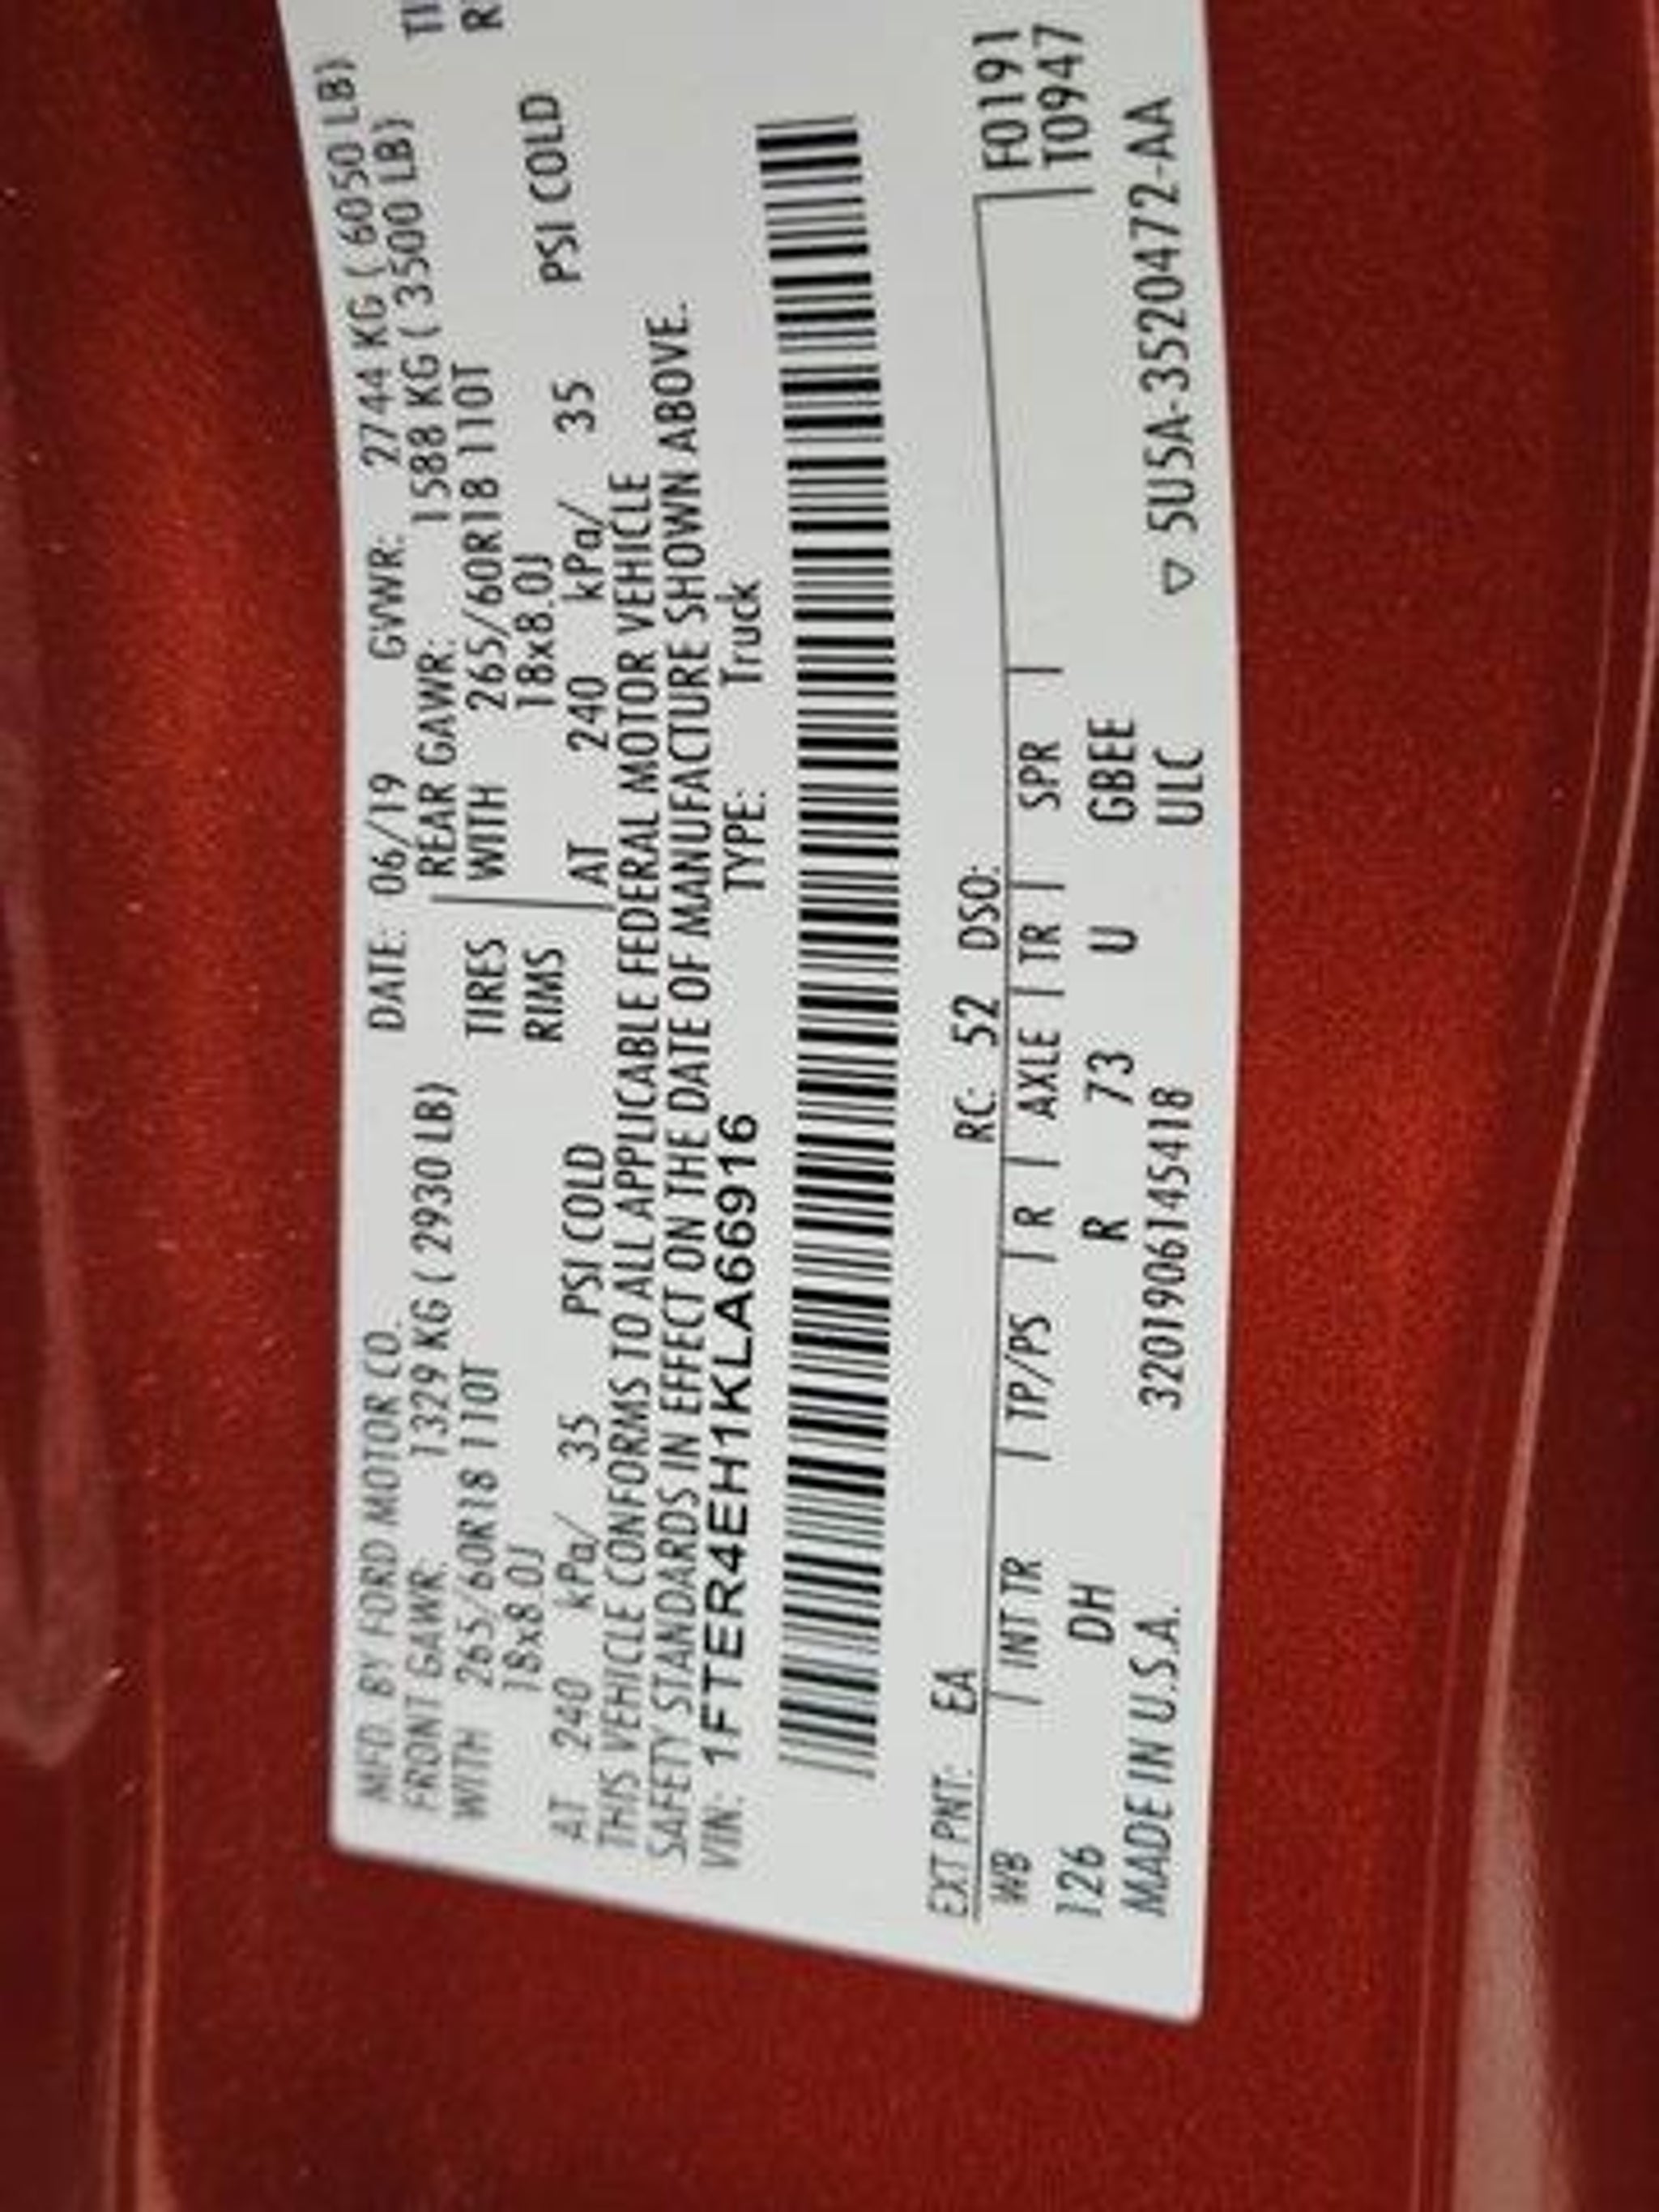 MFD. BY FORD MOTOR CO. DATE: 06/19 GVWR: 2744 KG ( 6050 LB)
FRONT GAWR: 1329 KG ( 2930 LB) REAR GAWR: 1588 KG ( 3500 LB)
WITH 265/60R18 110T TIRES WITH 265/60R18 110T TI
18x8.0J RIMS 18x8.0J R
AT 240 kPa/ 35 PSI COLD AT 240 kPa/ 35 PSI COLD
THIS VEHICLE CONFORMS TO ALL APPLICABLE FEDERAL MOTOR VEHICLE
SAFETY STANDARDS IN EFFECT ON THE DATE OF MANUFACTURE SHOWN ABOVE.
VIN: 1FTER4EH1KLA66916 TYPE: Truck
EXT PNT: EA RC: 52 DSO:
WB | INT TR | TP/PS | R | AXLE | TR | SPR | F0191
126 DH R 73 U GBEE T0947
MADE IN U.S.A. 3201906145418 ULC ▽ 5U5A-3520472-AA